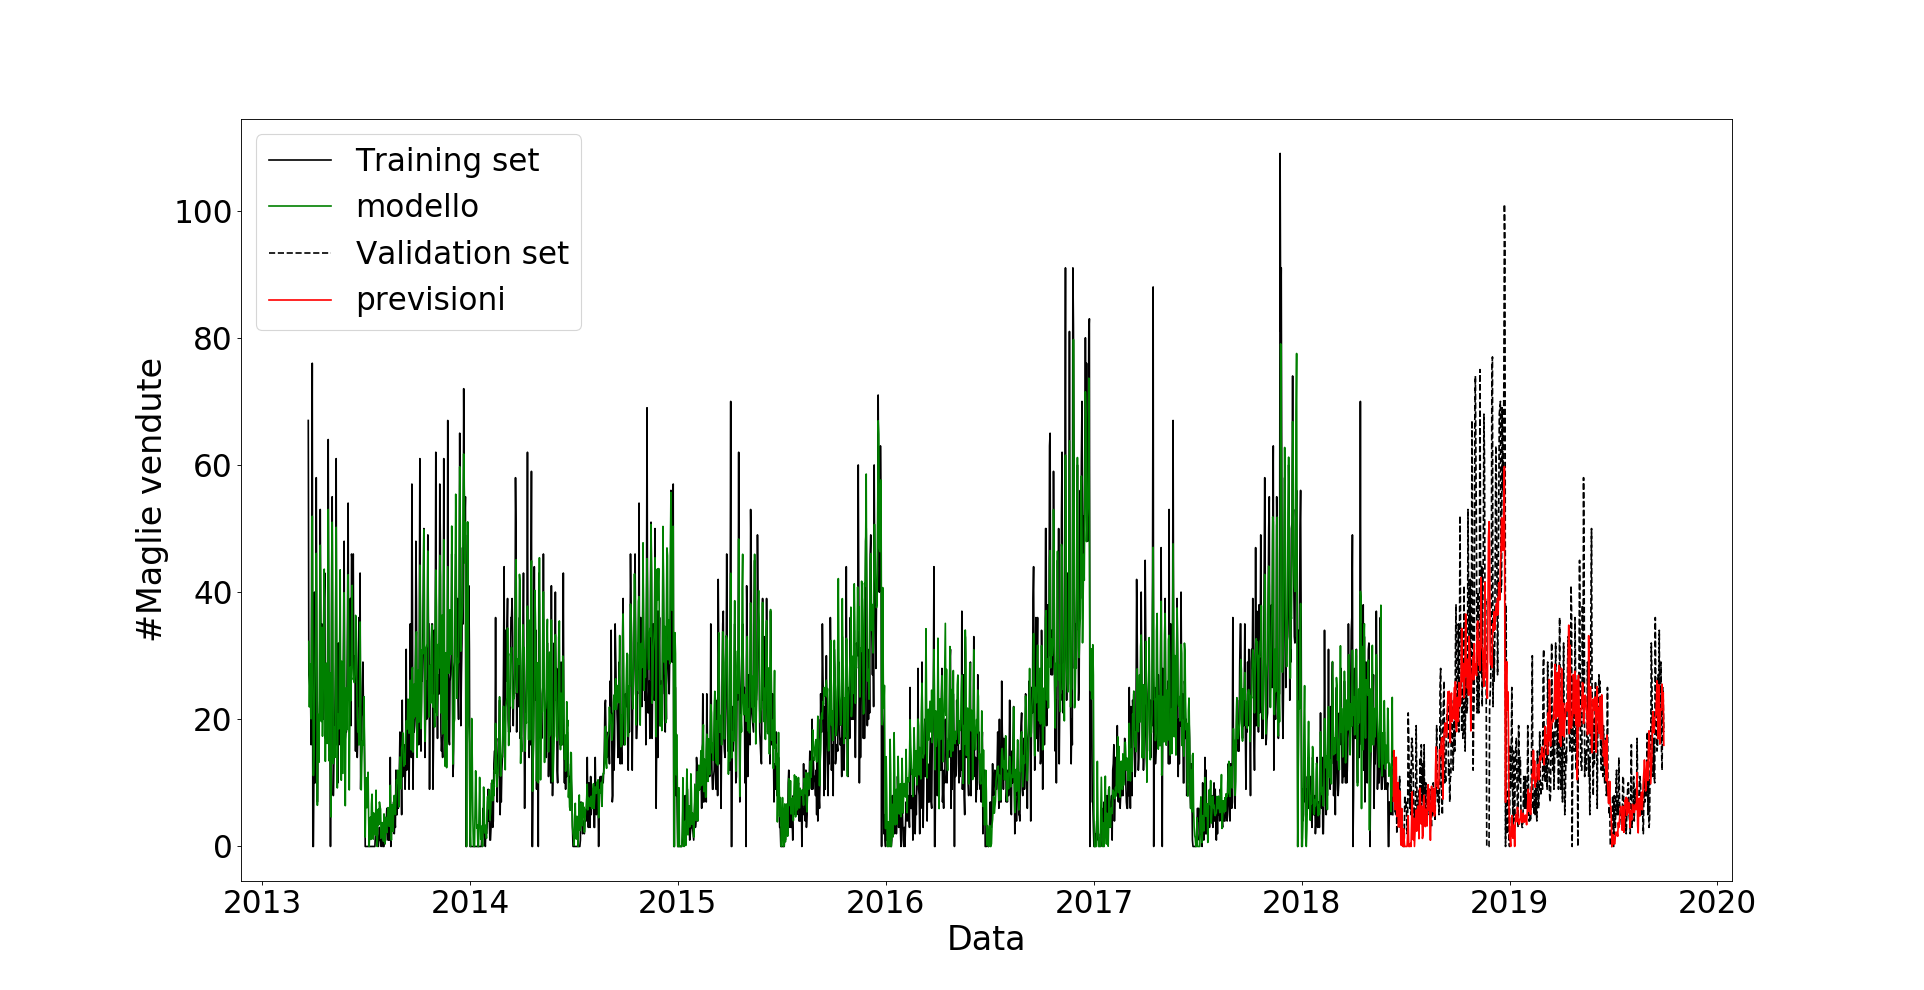 Training set
modello
Validation set
previsioni
100
80
60
40
20
0
#Maglie vendute
2013 2014 2015 2016 2017 2018 2019 2020
Data